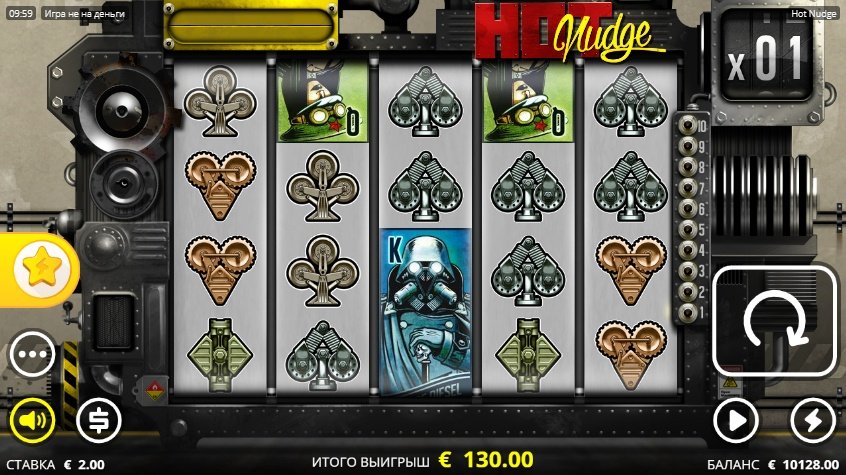 09:59 Игра не на деньги
Hot Nudge
HOT
Nudge
x 01
Q
Q
10
9
8
7
6
5
4
3
2
1
K
DIESEL
СТАВКА € 2.00
ИТОГО ВЫИГРЫШ € 130.00
БАЛАНС € 10128.00